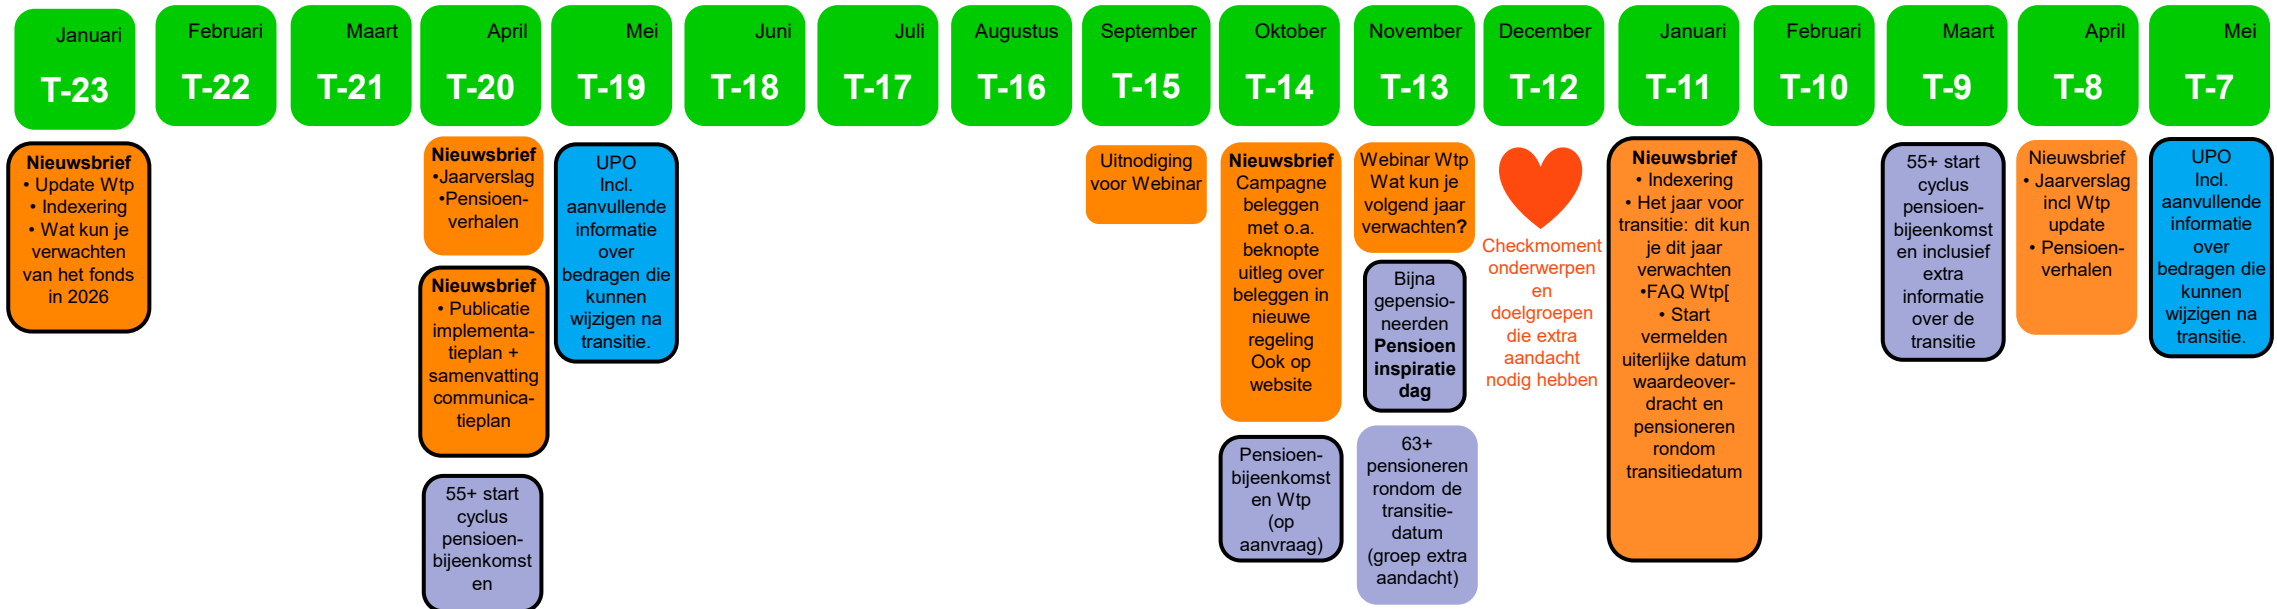 Januari
T-23
Februari
T-22
Maart
T-21
April
T-20
Mei
T-19
Juni
T-18
Juli
T-17
Augustus
T-16
September
T-15
Oktober
T-14
November
T-13
December
T-12
Januari
T-11
Februari
T-10
Maart
T-9
April
T-8
Mei
T-7
Nieuwsbrief
• Update Wtp
• Indexering
• Wat kun je
verwachten
van het fonds
in 2026
Nieuwsbrief
•Jaarverslag
•Pensioen-
verhalen
Nieuwsbrief
• Publicatie
implementa-
tieplan +
samenvatting
communica-
tieplan
55+ start
cyclus
pensioen-
bijeenkomst
en
UPO
Incl.
aanvullende
informatie
over
bedragen die
kunnen
wijzigen na
transitie.
Uitnodiging
voor Webinar
Nieuwsbrief
Campagne
beleggen
met o.a.
beknopte
uitleg over
beleggen in
nieuwe
regeling
Ook op
website
Pensioen-
bijeenkomst
en Wtp
(op
aanvraag)
Webinar Wtp
Wat kun je
volgend jaar
verwachten?
Bijna
gepensio-
neerden
Pensioen
inspiratie
dag
63+
pensioneren
rondom de
transitie-
datum
(groep extra
aandacht)
Checkmoment
onderwerpen
en
doelgroepen
die extra
aandacht
nodig hebben
Nieuwsbrief
• Indexering
• Het jaar voor
transitie: dit kun
je dit jaar
verwachten
•FAQ Wtp[
• Start
vermelden
uiterlijke datum
waardeover-
dracht en
pensioneren
rondom
transitiedatum
55+ start
cyclus
pensioen-
bijeenkomst
en inclusief
extra
informatie
over de
transitie
Nieuwsbrief
• Jaarverslag
incl Wtp
update
• Pensioen-
verhalen
UPO
Incl.
aanvullende
informatie
over
bedragen die
kunnen
wijzigen na
transitie.